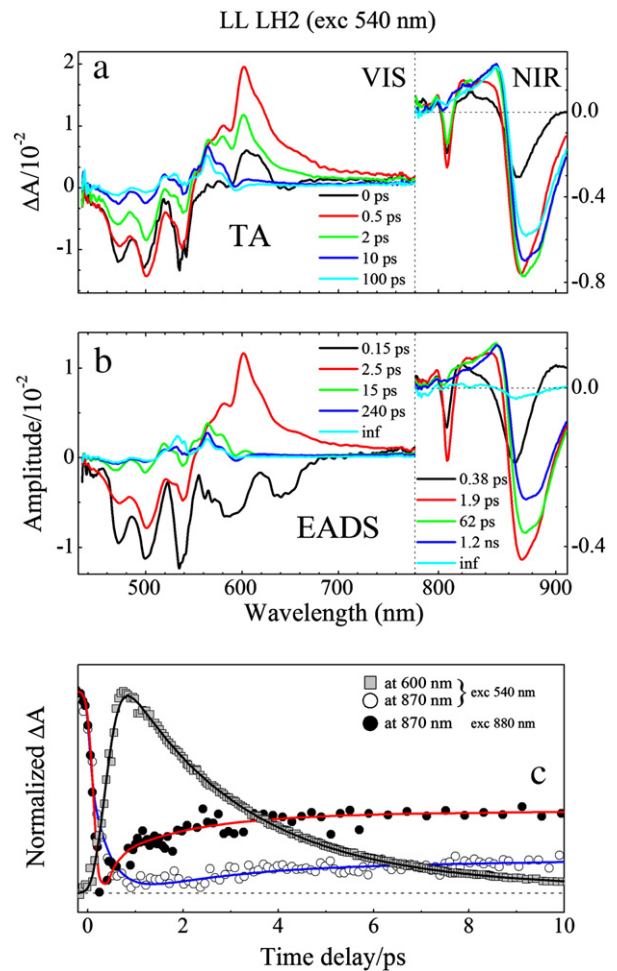 LL LH2 (exc 540 nm)
a VIS NIR
ΔA/10⁻²
2
1
0
-1
TA
0 ps
0.5 ps
2 ps
10 ps
100 ps
0.0
-0.4
-0.8
b
Amplitude/10⁻²
1
0
-1
EADS
0.15 ps
2.5 ps
15 ps
240 ps
inf
0.38 ps
1.9 ps
62 ps
1.2 ns
inf
0.0
-0.4
500 600 700 800 900
Wavelength (nm)
Normalized ΔA
at 600 nm
at 870 nm } exc 540 nm
at 870 nm exc 880 nm
c
0 2 4 6 8 10
Time delay/ps